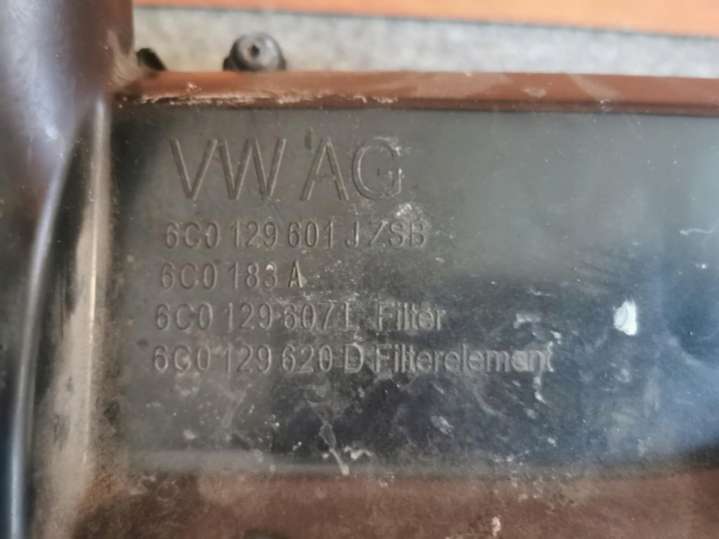 VW AG
6C0 129 601 J ZSB
6C0 183 A
6C0 129 607 L Filter
6C0 129 620 D Filterelement